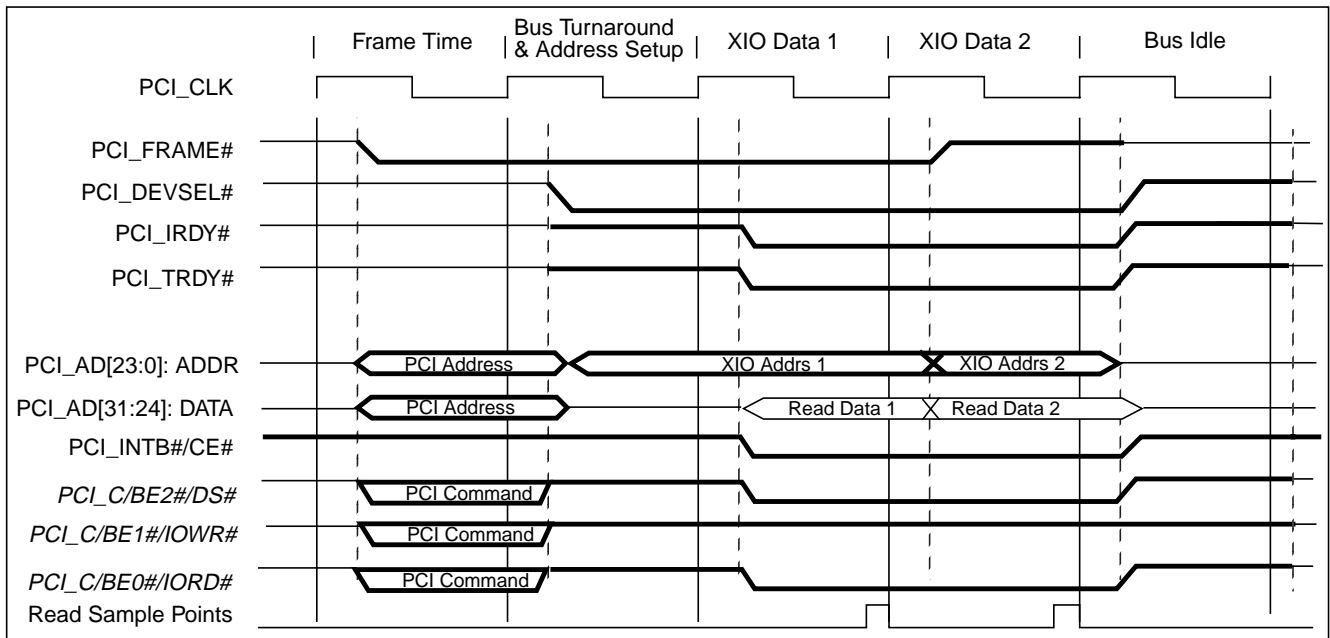 Frame Time
Bus Turnaround
& Address Setup
XIO Data 1
XIO Data 2
Bus Idle
PCI_CLK
PCI_FRAME#
PCI_DEVSEL#
PCI_IRDY#
PCI_TRDY#
PCI_AD[23:0]: ADDR
PCI Address
XIO Addrs 1
XIO Addrs 2
PCI_AD[31:24]: DATA
PCI Address
Read Data 1
Read Data 2
PCI_INTB#/CE#
PCI_C/BE2#/DS#
PCI Command
PCI_C/BE1#/IOWR#
PCI Command
PCI_C/BE0#/IORD#
PCI Command
Read Sample Points